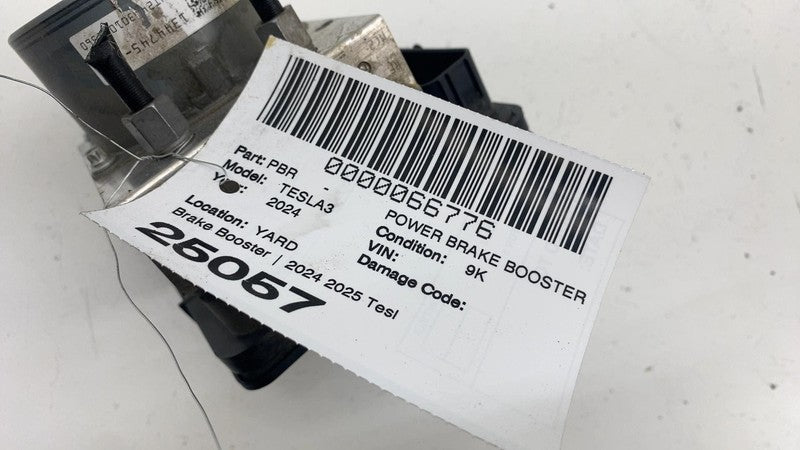 1344745-
0000066776
Part: PBR - POWER BRAKE BOOSTER
Model: TESLA3 Condition: 9K
Year: 2024 VIN:
Damage Code:
Location: YARD
Brake Booster | 2024 2025 Tesl
25057